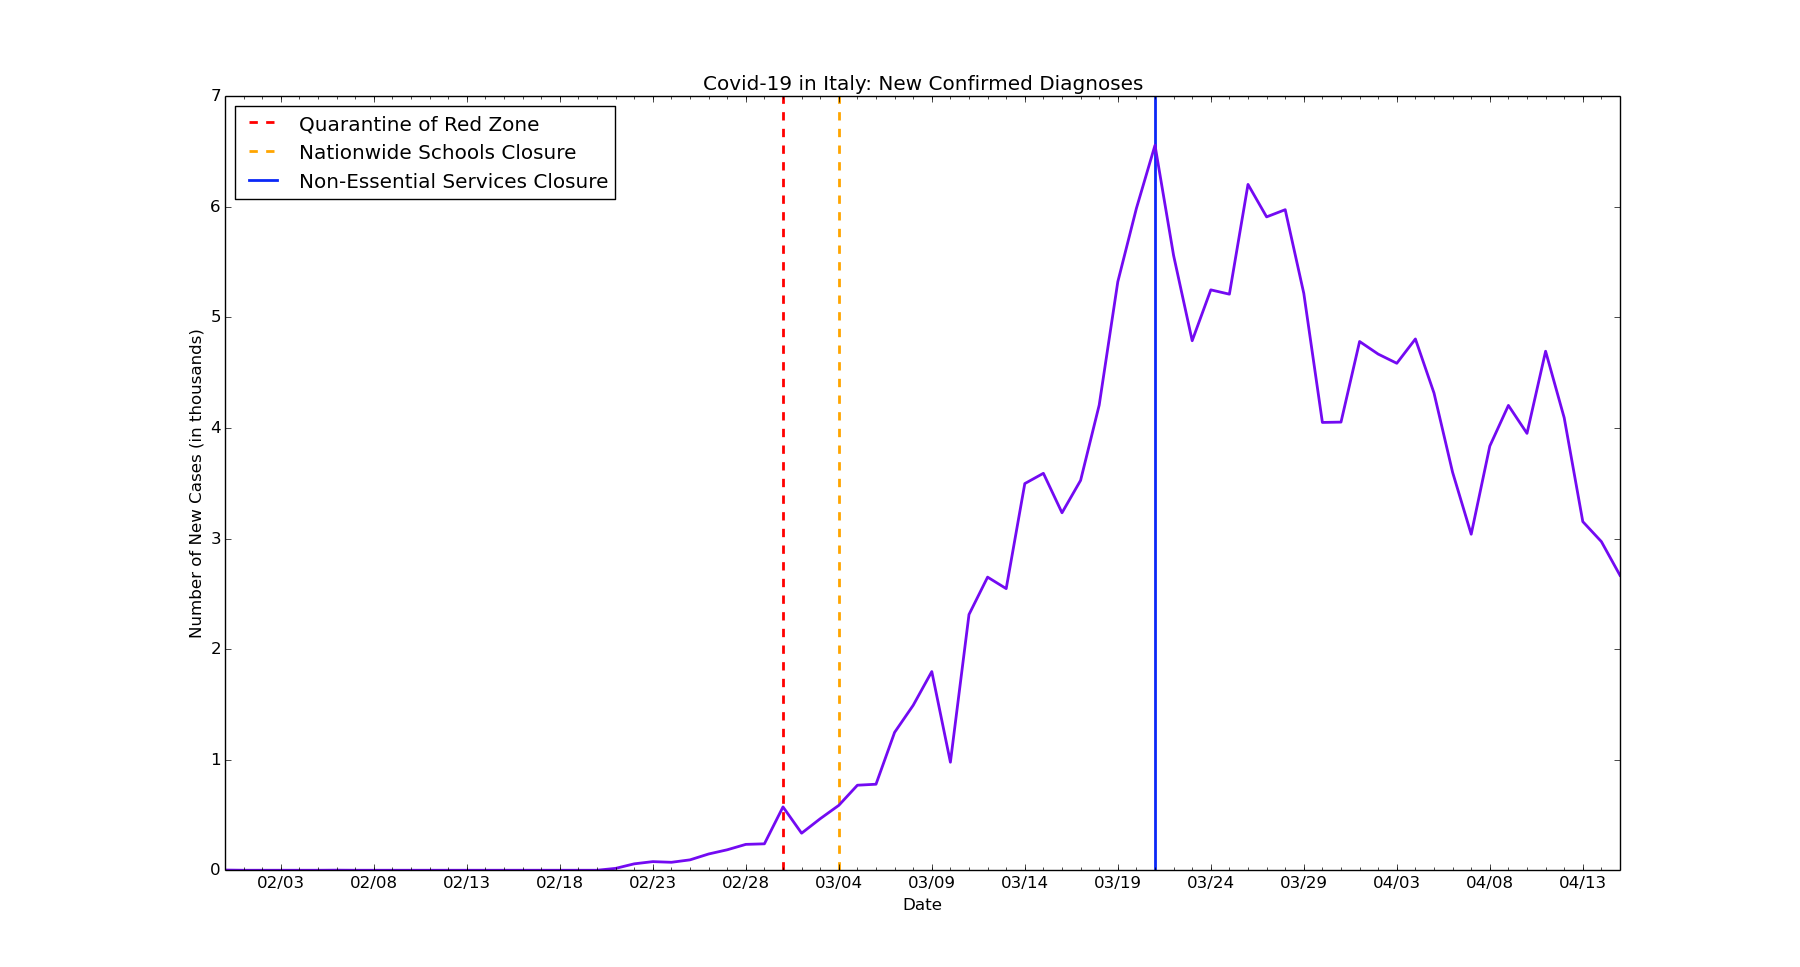 Covid-19 in Italy: New Confirmed Diagnoses
Quarantine of Red Zone
Nationwide Schools Closure
Non-Essential Services Closure
Number of New Cases (in thousands)
7
6
5
4
3
2
1
0
02/03 02/08 02/13 02/18 02/23 02/28 03/04 03/09 03/14 03/19 03/24 03/29 04/03 04/08 04/13
Date